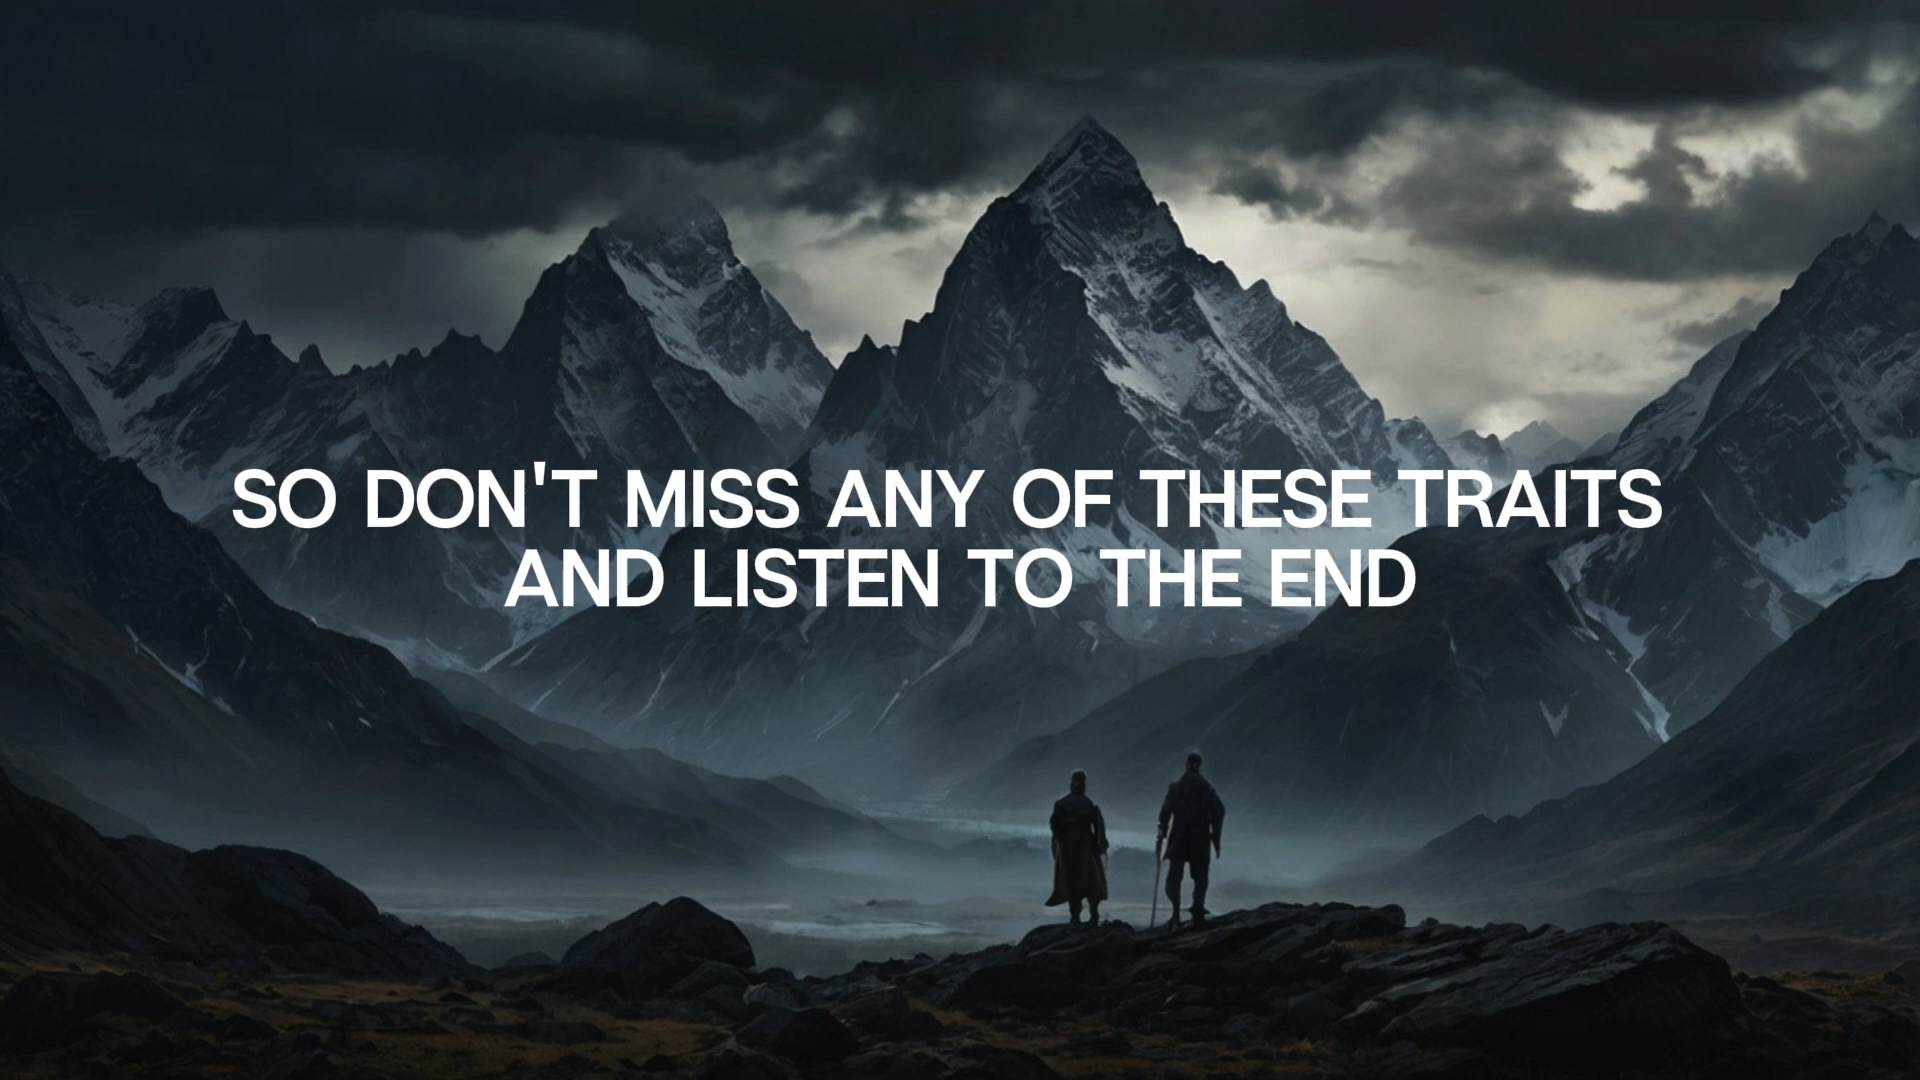 SO DON'T MISS ANY OF THESE TRAITS
AND LISTEN TO THE END